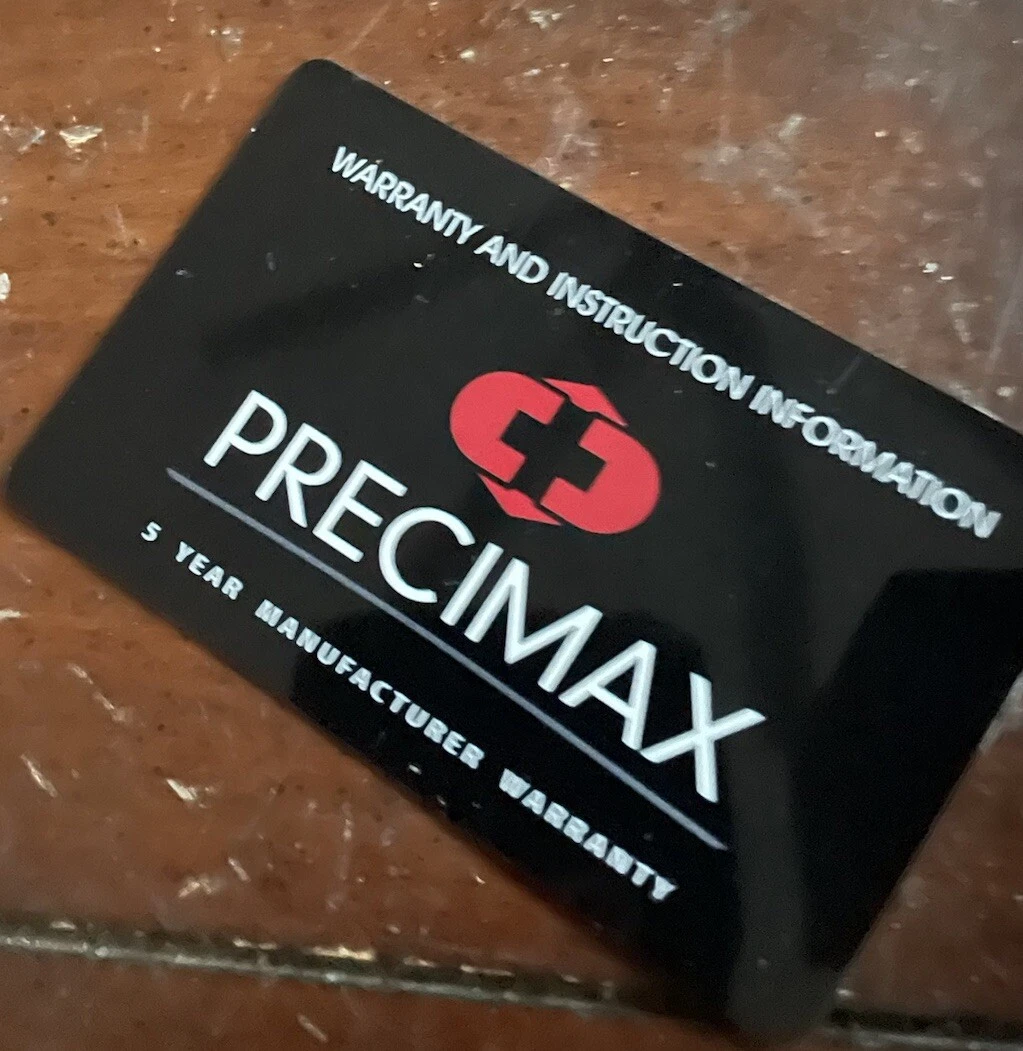 WARRANTY AND INSTRUCTION INFORMATION
PRECIMAX
5 YEAR MANUFACTURER WARRANTY